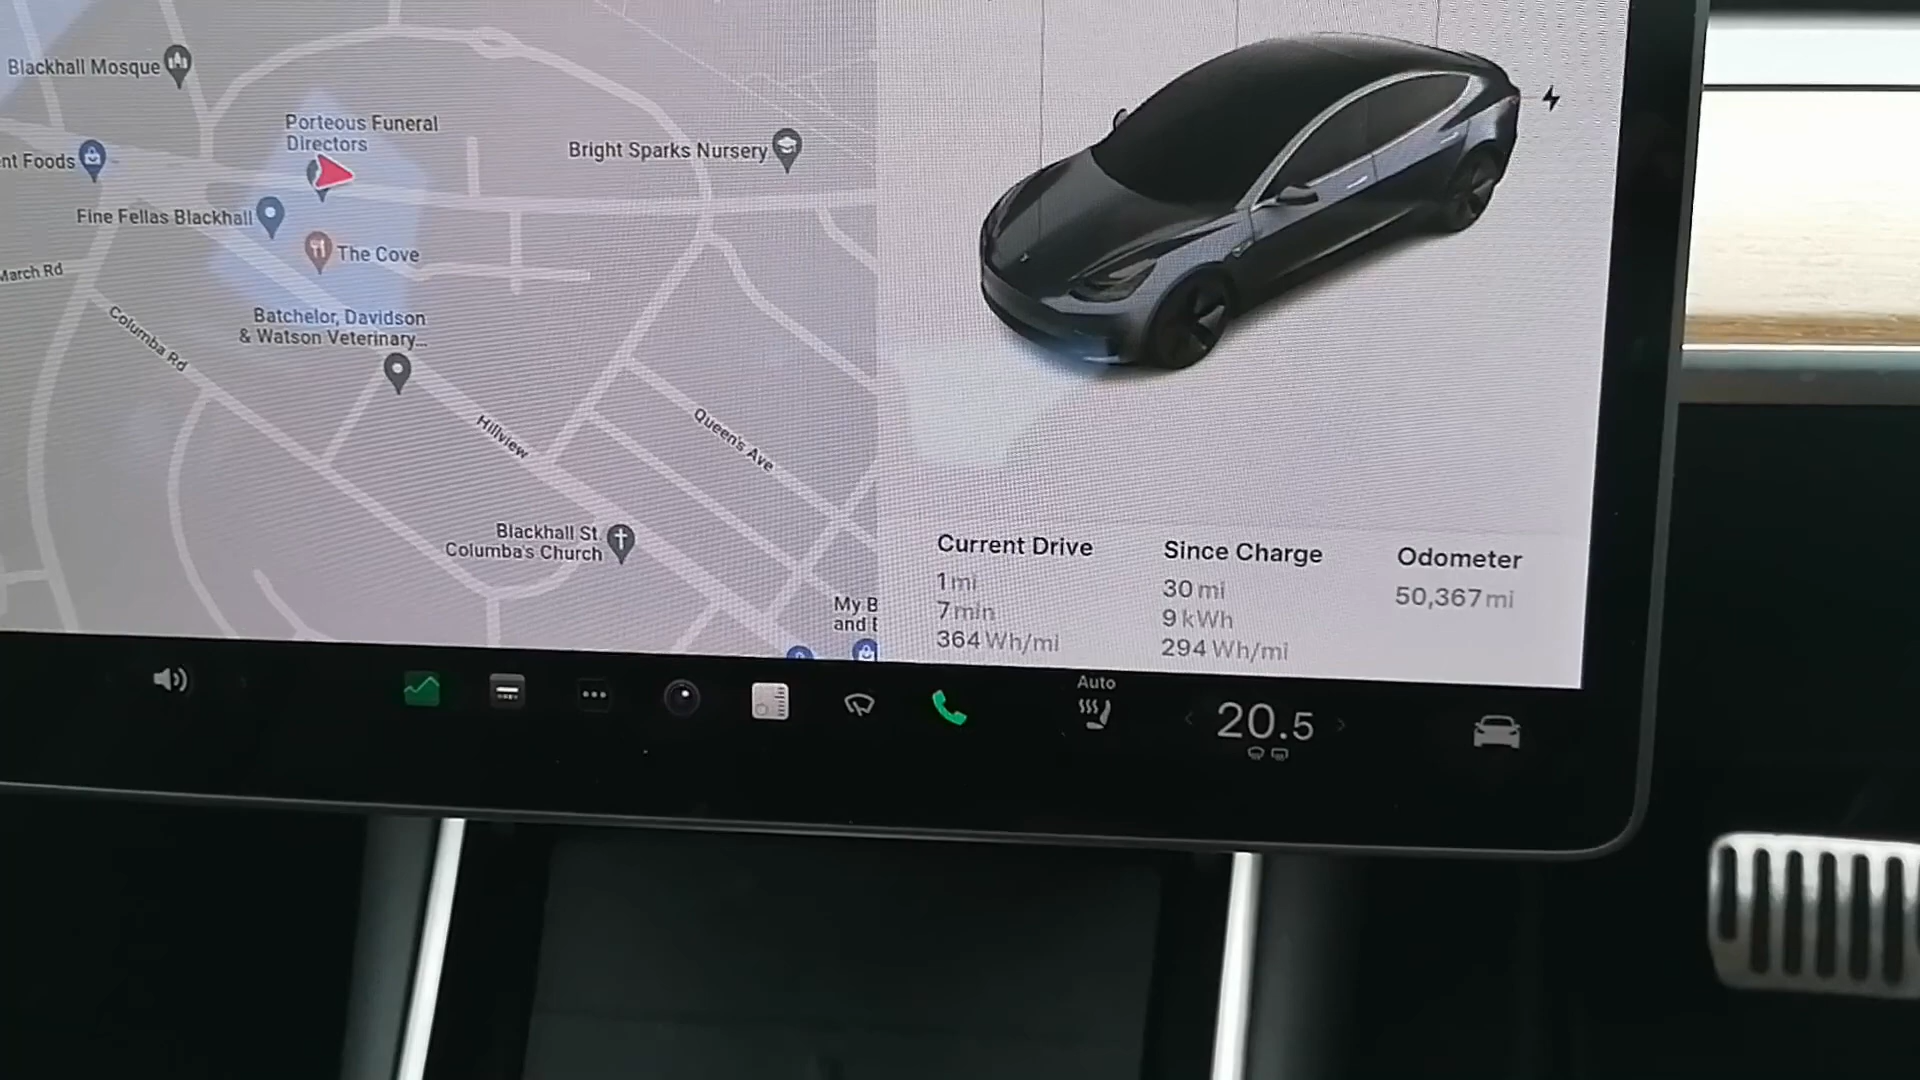 Blackhall Mosque
Porteous Funeral
Directors
nt Foods
Bright Sparks Nursery
Fine Fellas Blackhall
The Cove
March Rd
Batchelor, Davidson
& Watson Veterinary...
Columba Rd
Hillview
Queen's Ave
Blackhall St.
Columba's Church
My B
and
Current Drive
1 mi
7 min
364 Wh/mi
Since Charge
30 mi
9 kWh
294 Wh/mi
Odometer
50,367 mi
Auto
20.5